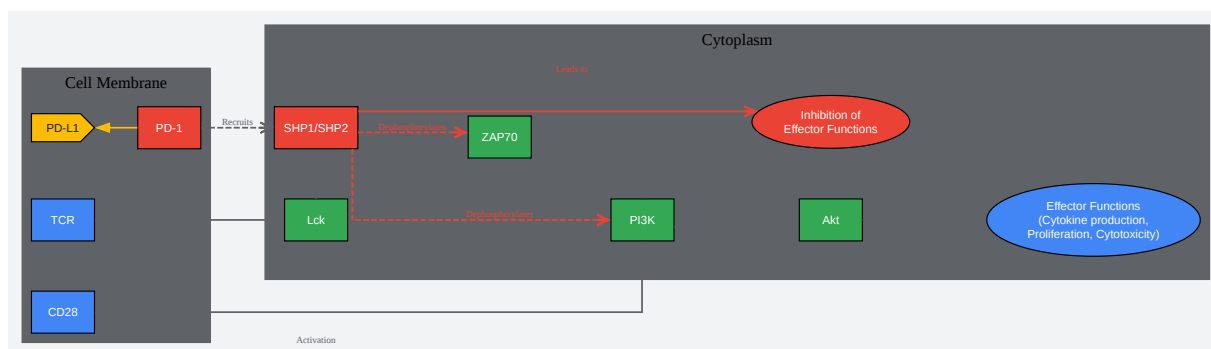 Cytoplasm
Cell Membrane
Leads to
PD-L1
PD-1
Recruits
SHP1/SHP2
Dephosphorylates
ZAP70
Inhibition of
Effector Functions
TCR
Lck
Dephosphorylates
PI3K
Akt
Effector Functions
(Cytokine production,
Proliferation, Cytotoxicity)
CD28
Activation